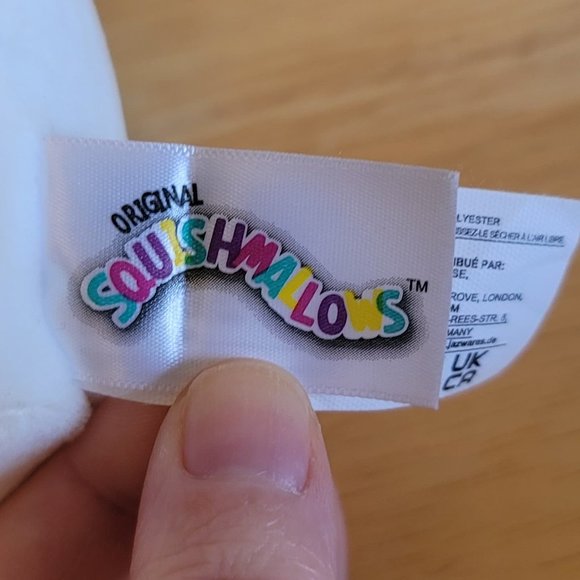 ORIGINAL
SQUISHMALLOWS™
LYESTER
SSEZ-LE SÉCHER À L'AIR LIBRE
IBUÉ PAR:
SE,
ROVE, LONDON,
M
-REES-STR. 5,
MANY
.jazwares.de
UK
CA